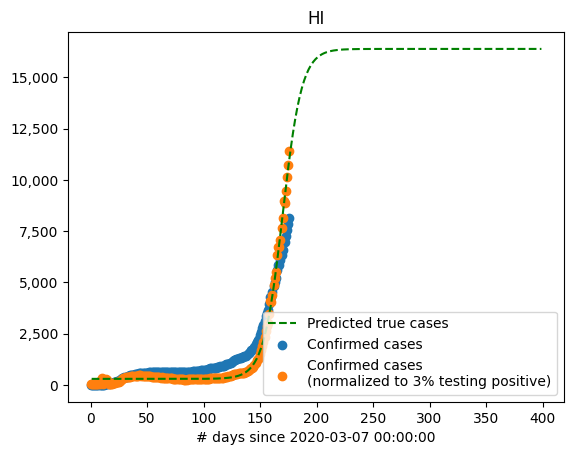 HI
15,000
12,500
10,000
7,500
5,000
2,500
0
Predicted true cases
Confirmed cases
Confirmed cases
(normalized to 3% testing positive)
0 50 100 150 200 250 300 350 400
# days since 2020-03-07 00:00:00